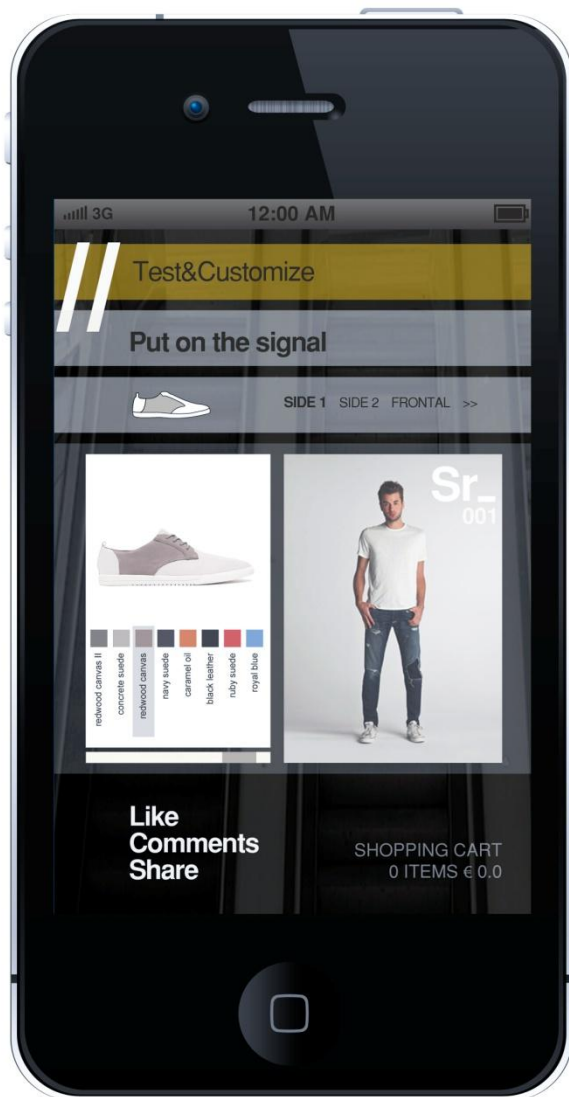 3G 12:00 AM
// Test&Customize
Put on the signal
SIDE 1 SIDE 2 FRONTAL >>
Sr_
001
redwood canvas II
concrete suede
redwood canvas
navy suede
caramel oil
black leather
ruby suede
royal blue
Like
Comments
Share
SHOPPING CART
0 ITEMS € 0.0